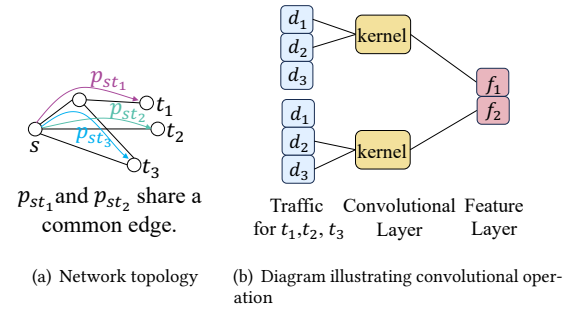 p_{st_1}
p_{st_2}
p_{st_3}
s
t_1
t_2
t_3
p_{st_1} and p_{st_2} share a
common edge.
(a) Network topology
d_1
d_2
d_3
kernel
d_1
d_2
d_3
kernel
f_1
f_2
Traffic
for t_1,t_2, t_3
Convolutional
Layer
Feature
Layer
(b) Diagram illustrating convolutional oper-
ation